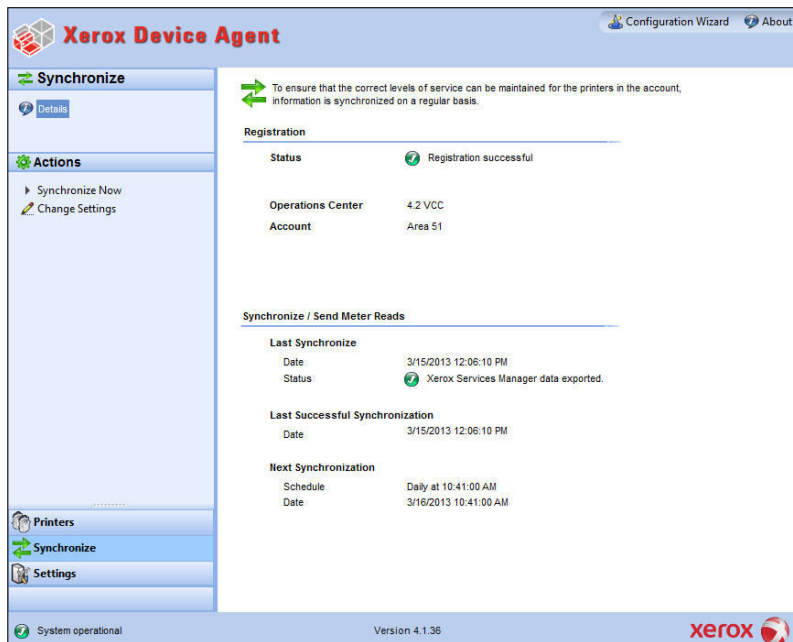 Xerox Device Agent
Configuration Wizard
About
Synchronize
Details
Actions
Synchronize Now
Change Settings
Printers
Synchronize
Settings
To ensure that the correct levels of service can be maintained for the printers in the account,
information is synchronized on a regular basis.
Registration
Status Registration successful
Operations Center 4.2 VCC
Account Area 51
Synchronize / Send Meter Reads
Last Synchronize
Date 3/15/2013 12:06:10 PM
Status Xerox Services Manager data exported.
Last Successful Synchronization
Date 3/15/2013 12:06:10 PM
Next Synchronization
Schedule Daily at 10:41:00 AM
Date 3/16/2013 10:41:00 AM
System operational
Version 4.1.36
xerox